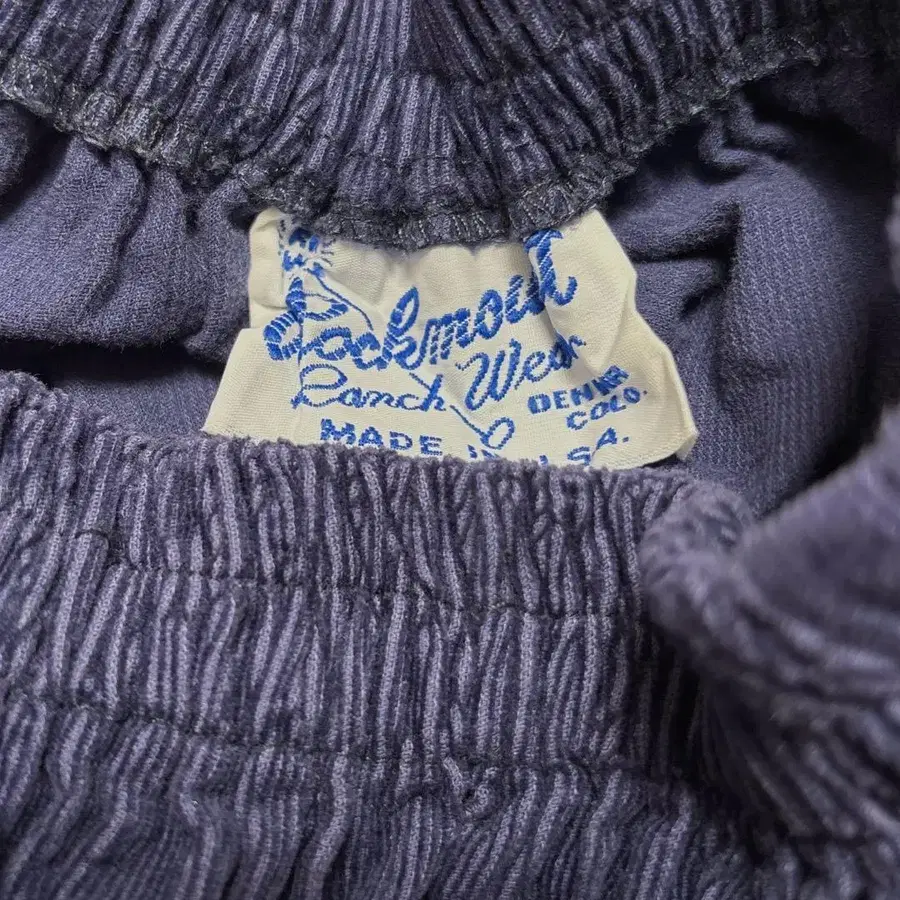 Rockmount
Ranch Wear
DENVER
COLO.
MADE IN U.S.A.